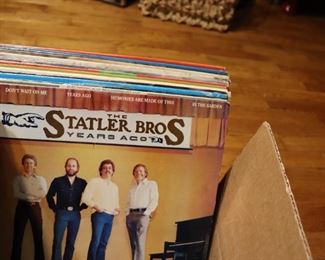 DON'T WAIT ON ME YEARS AGO MEMORIES ARE MADE OF THIS IN THE GARDEN
THE
STATLER BROS
YEARS AGO